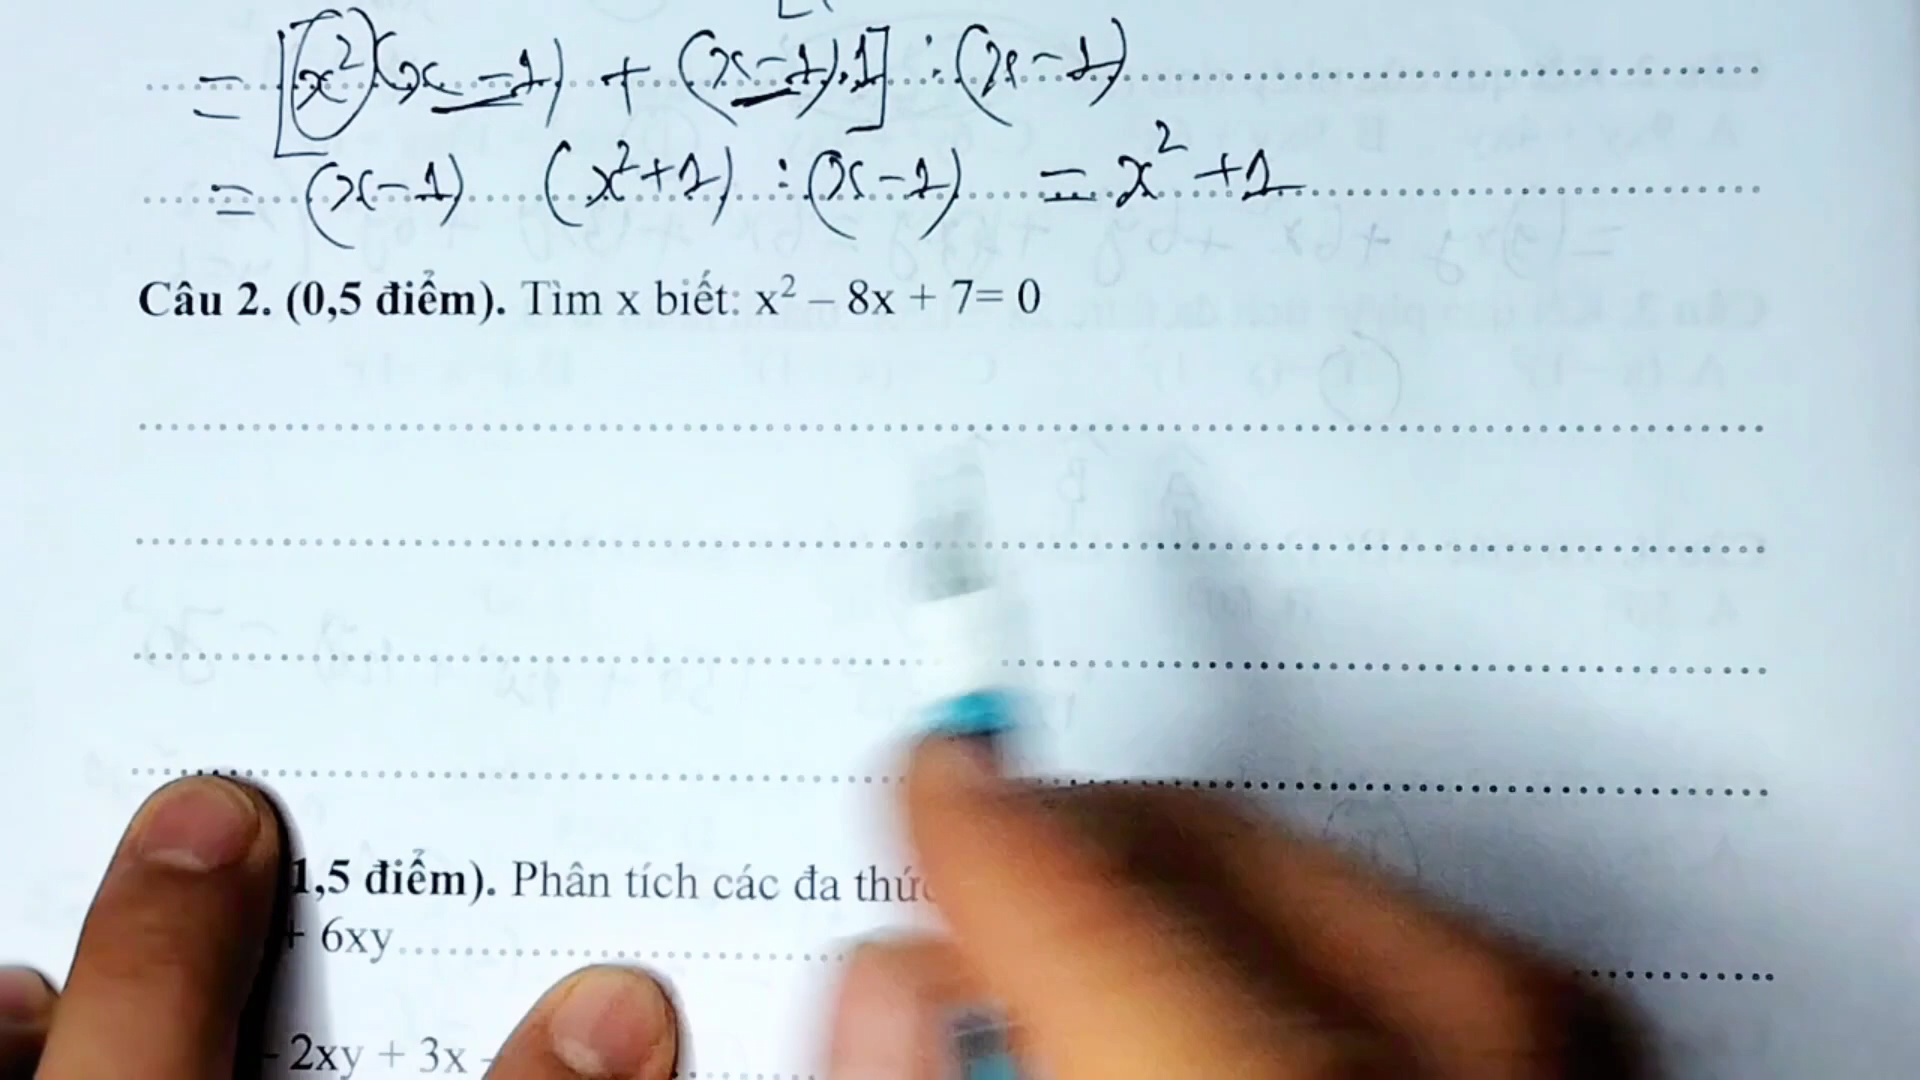 = [(x²)(x - 1) + (x - 1).1] : (x - 1)
= (x - 1) (x² + 1) : (x - 1) = x² + 1
Câu 2. (0,5 điểm). Tìm x biết: x² – 8x + 7= 0
1,5 điểm). Phân tích các đa thức
+ 6xy
- 2xy + 3x -